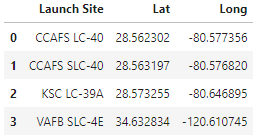 Launch Site Lat Long
0 CCAFS LC-40 28.562302 -80.577356
1 CCAFS SLC-40 28.563197 -80.576820
2 KSC LC-39A 28.573255 -80.646895
3 VAFB SLC-4E 34.632834 -120.610745